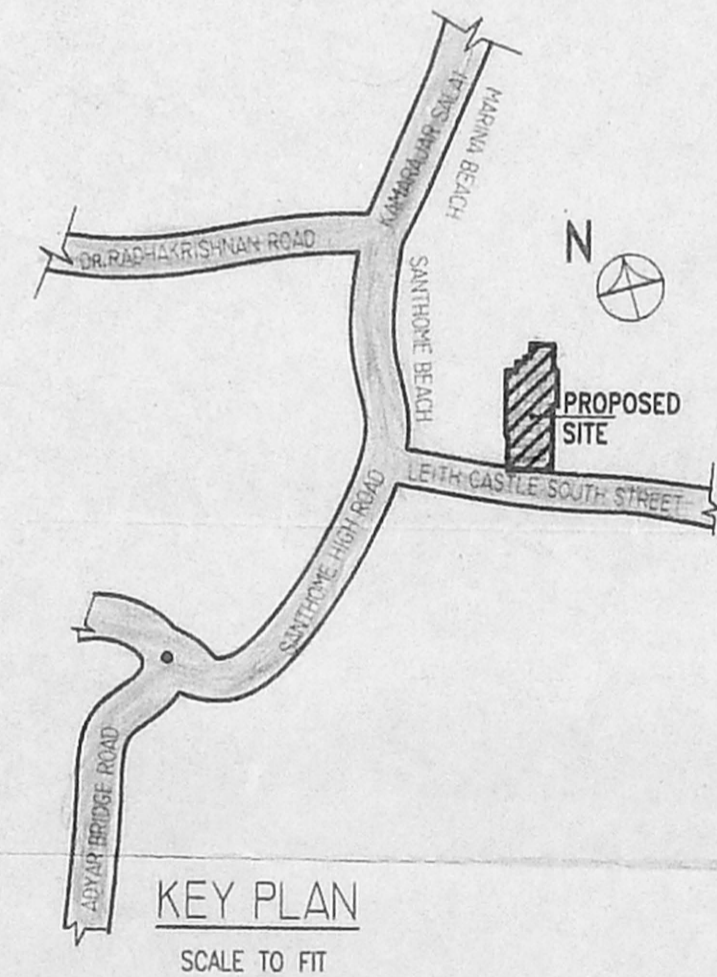 KAMARAJAR SALAI
MARINA BEACH
DR.RADHAKRISHNAN ROAD
N
SANTHOME BEACH
PROPOSED
SITE
LEITH CASTLE SOUTH STREET
SANTHOME HIGH ROAD
ADYAR BRIDGE ROAD
KEY PLAN
SCALE TO FIT